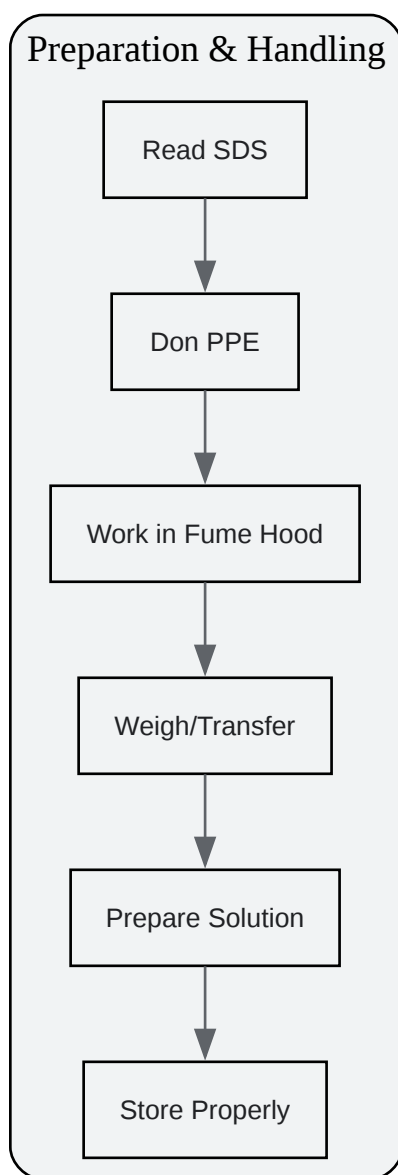 Preparation & Handling
Read SDS
Don PPE
Work in Fume Hood
Weigh/Transfer
Prepare Solution
Store Properly